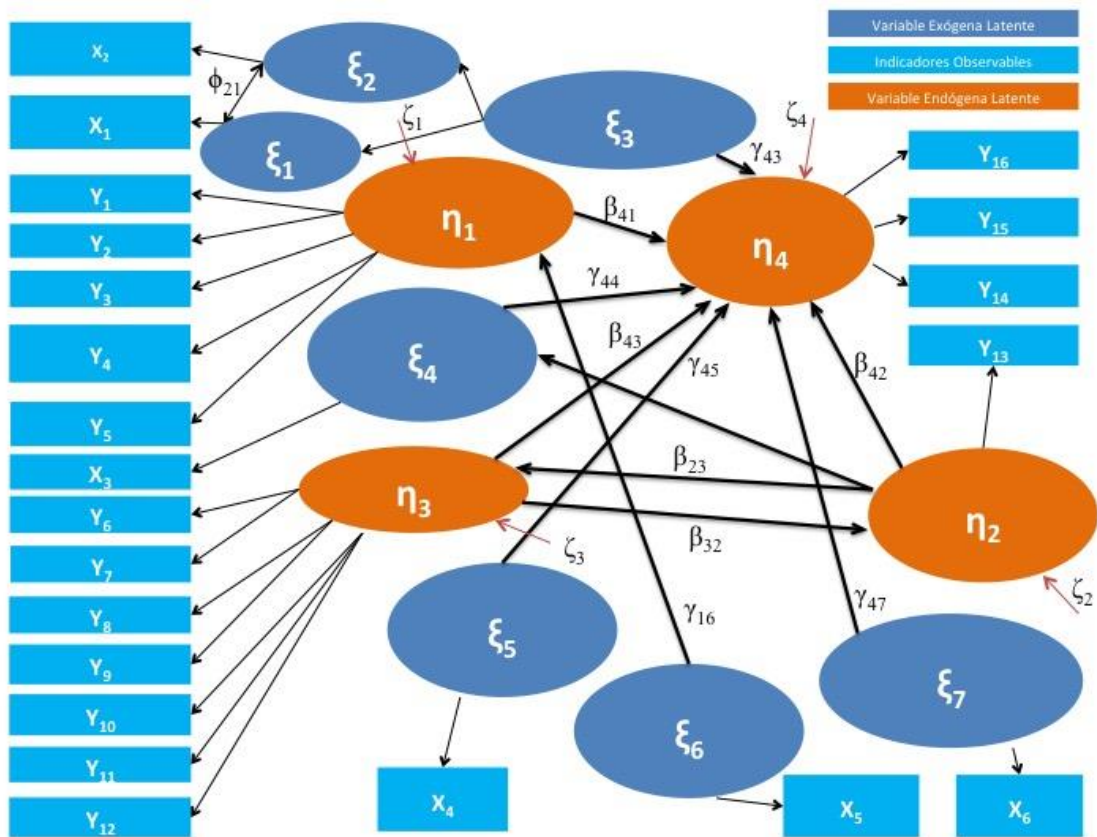 Variable Exógena Latente
Indicadores Observables
Variable Endógena Latente
X₂
ξ₂
ϕ₂₁
X₁
ξ₁
ζ₁
ξ₃
ζ₄
γ₄₃
Y₁₆
Y₁
Y₂
η₁
β₄₁
η₄
Y₁₅
Y₃
γ₄₄
Y₁₄
Y₄
ξ₄
β₄₃
γ₄₅
β₄₂
Y₁₃
Y₅
X₃
β₂₃
Y₆
η₃
η₂
Y₇
ζ₃
β₃₂
ζ₂
Y₈
ξ₅
γ₁₆
γ₄₇
Y₉
ξ₇
Y₁₀
ξ₆
Y₁₁
Y₁₂
X₄
X₅
X₆